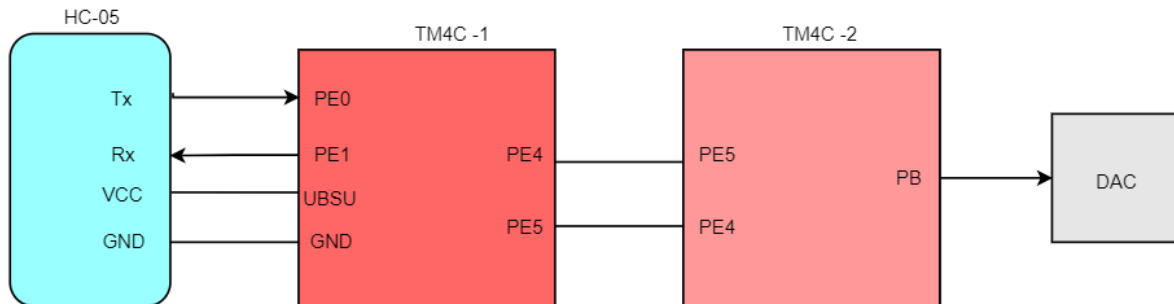 HC-05
TM4C -1
TM4C -2
Tx
PE0
Rx
PE1
PE4
PE5
VCC
UBSU
PB
DAC
GND
GND
PE5
PE4